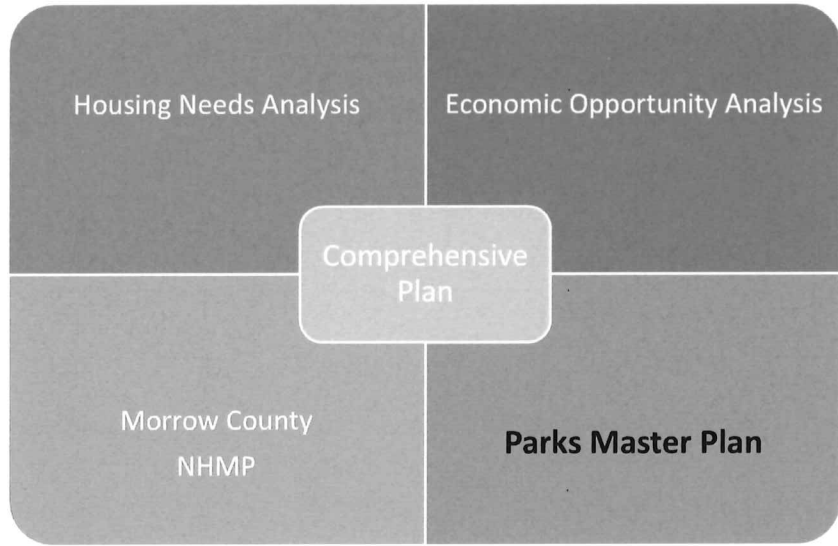 Housing Needs Analysis
Economic Opportunity Analysis
Comprehensive
Plan
Morrow County
NHMP
Parks Master Plan